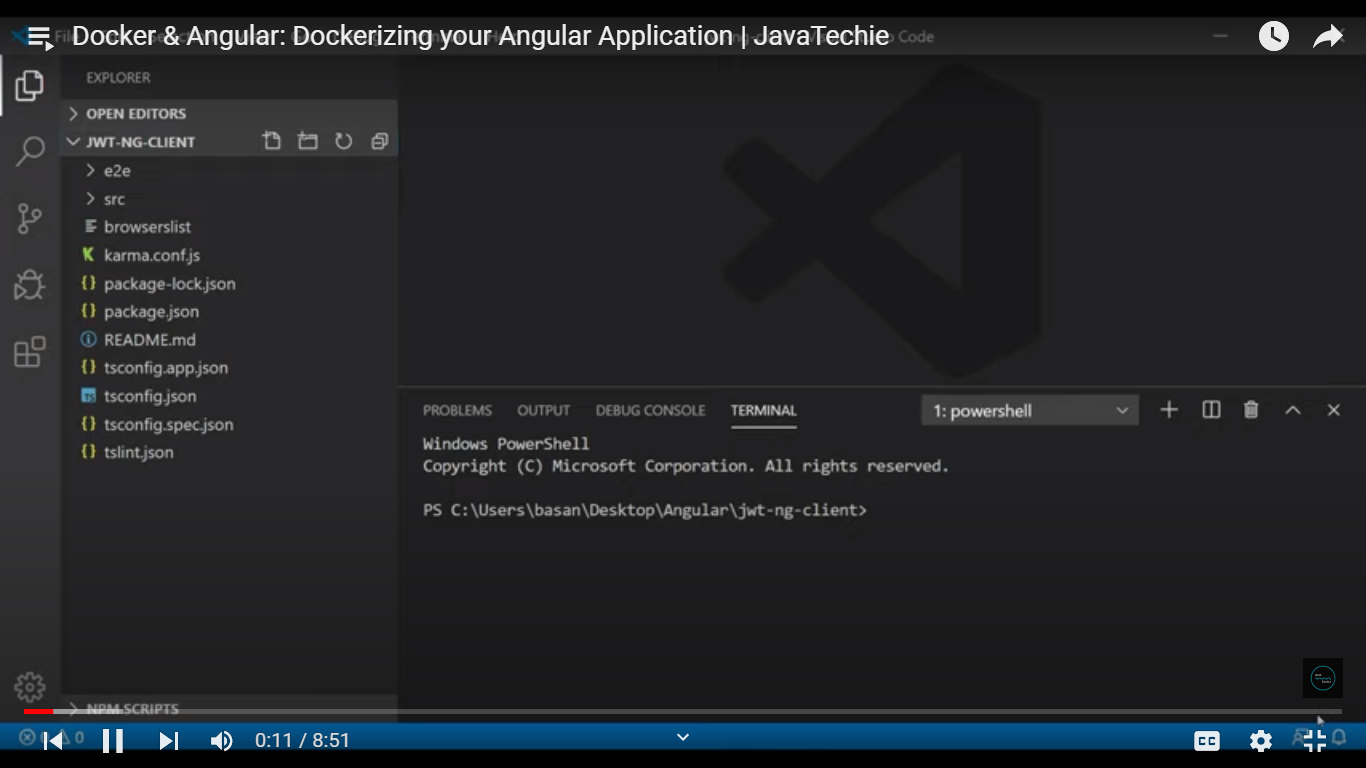 Docker & Angular: Dockerizing your Angular Application | JavaTechie
Code
EXPLORER
OPEN EDITORS
JWT-NG-CLIENT
e2e
src
browserslist
karma.conf.js
package-lock.json
package.json
README.md
tsconfig.app.json
tsconfig.json
tsconfig.spec.json
tslint.json
NPM SCRIPTS
PROBLEMS OUTPUT DEBUG CONSOLE TERMINAL 1: powershell
Windows PowerShell
Copyright (C) Microsoft Corporation. All rights reserved.
PS C:\Users\basan\Desktop\Angular\jwt-ng-client>
0
0:11 / 8:51
CC